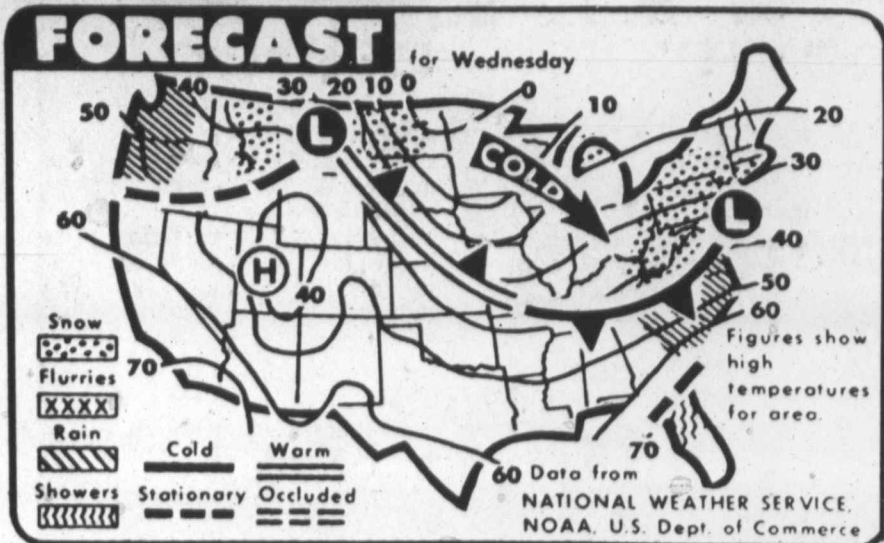 FORECAST
for Wednesday
50 40 30 20 10 0 0 10 20
30
L
COLD
L
60
H
40
40
50
60
Snow
Flurries
XXXX
Rain
Showers
70
Figures show
high
temperatures
for area.
70
Cold Warm
Stationary Occluded
60 Data from
NATIONAL WEATHER SERVICE,
NOAA, U.S. Dept. of Commerce